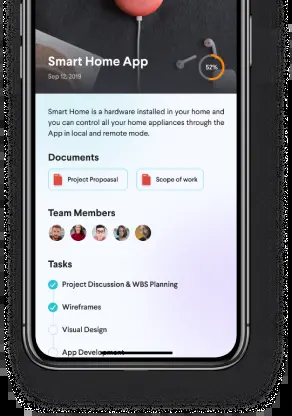 Smart Home App
Sep 12, 2019
52%
Smart Home is a hardware installed in your home and
you can control all your home appliances through the
App in local and remote mode.
Documents
Project Propoasal
Scope of work
Team Members
Tasks
Project Discussion & WBS Planning
Wireframes
Visual Design
App Development